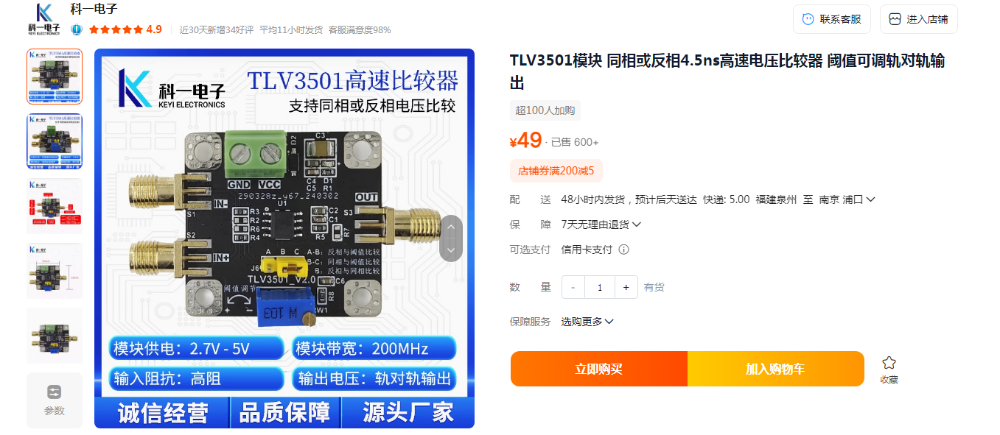 科一电子
4.9 近30天新增34好评 平均11小时发货 客服满意度98%
联系客服
进入店铺
科一电子
KEYI ELECTRONICS
TLV3501高速比较器
支持同相或反相电压比较
D2
C3
GND VCC
C4 D1
C5 R1
290328z_y67_240302
U1
OUT
IN-
S1
R3
R2
R6
R4
C2
C1
R5
S3
R7
S2
IN+
A B C
A-B: 反相与阈值比较
B-C: 同相与阈值比较
B: 反相与同相比较
J6
TLV3501_V2.0
C6
阈值调节
+ -
R8
W 103
RW1
模块供电：2.7V - 5V
模块带宽：200MHz
输入阻抗：高阻
输出电压：轨对轨输出
诚信经营 品质保障 源头厂家
参数
TLV3501模块 同相或反相4.5ns高速电压比较器 阈值可调轨对轨输
出
超100人加购
¥49 · 已售 600+
店铺券满200减5
配 送 48小时内发货，预计后天送达 快递: 5.00 福建泉州 至 南京 浦口
保 障 7天无理由退货
可选支付 信用卡支付
数 量 - 1 + 有货
保障服务 选购更多
立即购买
加入购物车
收藏